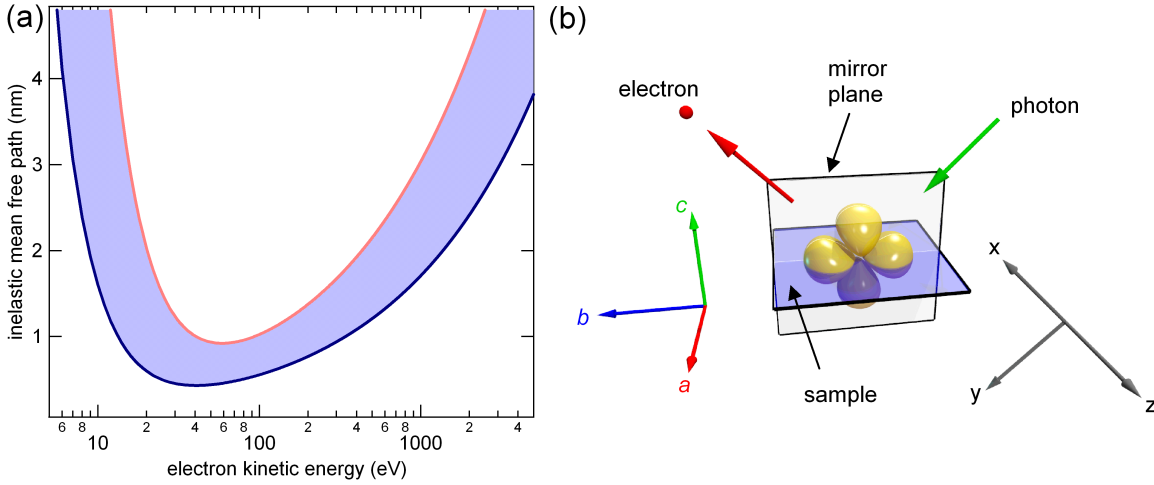 (a)
inelastic mean free path (nm)
4
3
2
1
6 8 2 4 6 8 2 4 6 8 2 4
10 100 1000
electron kinetic energy (eV)
(b)
electron
mirror
plane
photon
c
b
a
sample
x
y
z